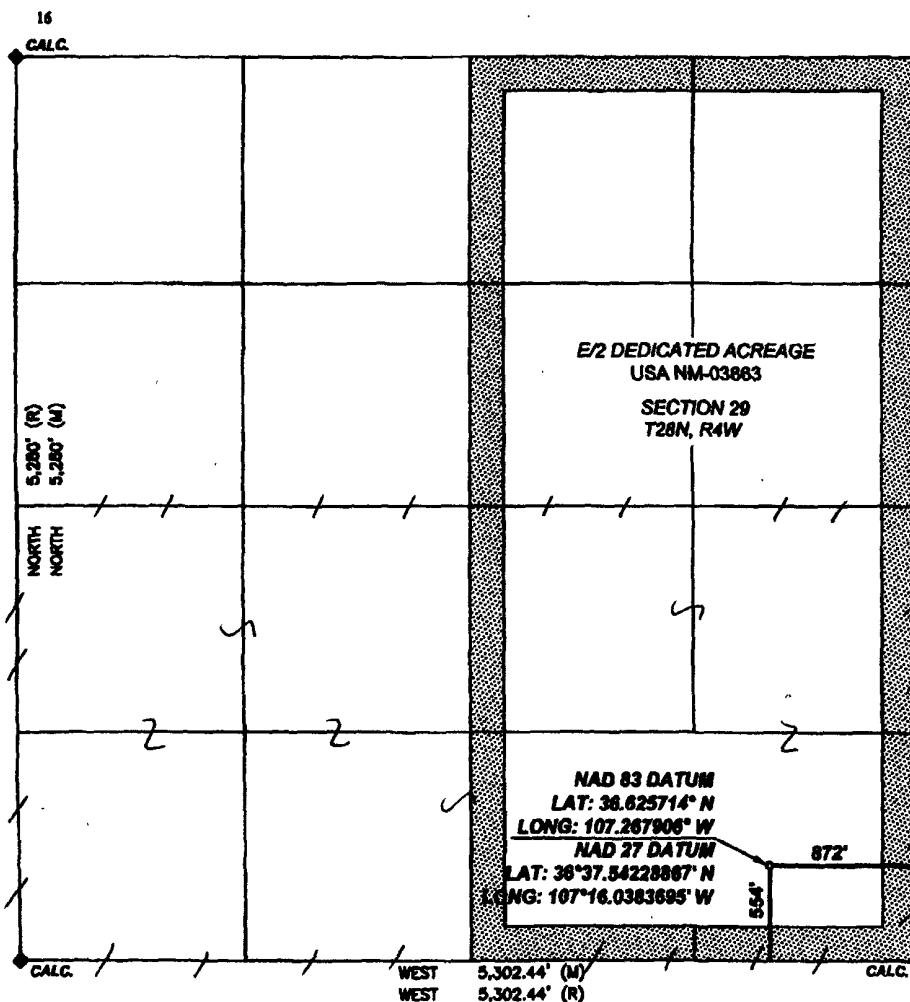 16
CALC.
E/2 DEDICATED ACREAGE
USA NM-03863
SECTION 29
T28N, R4W
5,280' (R)
5,280' (M)
NORTH
NORTH
NAD 83 DATUM
LAT: 36.625714° N
LONG: 107.267906° W
NAD 27 DATUM
LAT: 36°37.54228867' N
LONG: 107°16.0383695' W
872'
554'
CALC.
WEST 5,302.44' (M)
CALC.
WEST 5,302.44' (R)